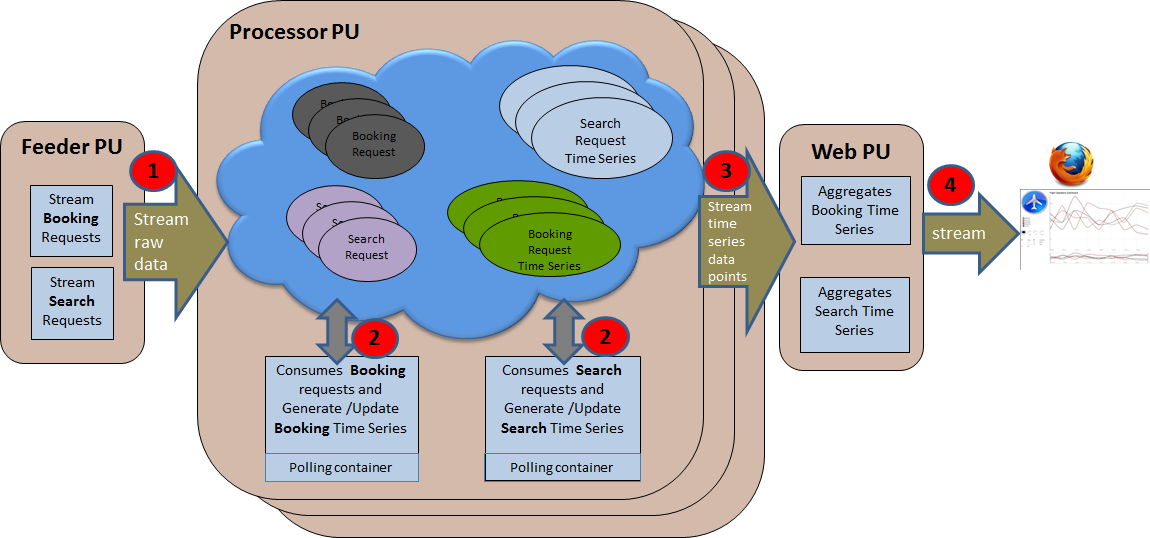 Processor PU
Feeder PU
Stream
Booking
Requests
Stream
Search
Requests
1
Stream
raw
data
Booking
Request
Search
Request
Time Series
Search
Request
Booking
Request
Time Series
2
2
Consumes Booking
requests and
Generate /Update
Booking Time Series
Polling container
Consumes Search
requests and
Generate /Update
Search Time Series
Polling container
3
Stream
time
series
data
points
Web PU
Aggregates
Booking Time
Series
Aggregates
Search Time
Series
4
stream